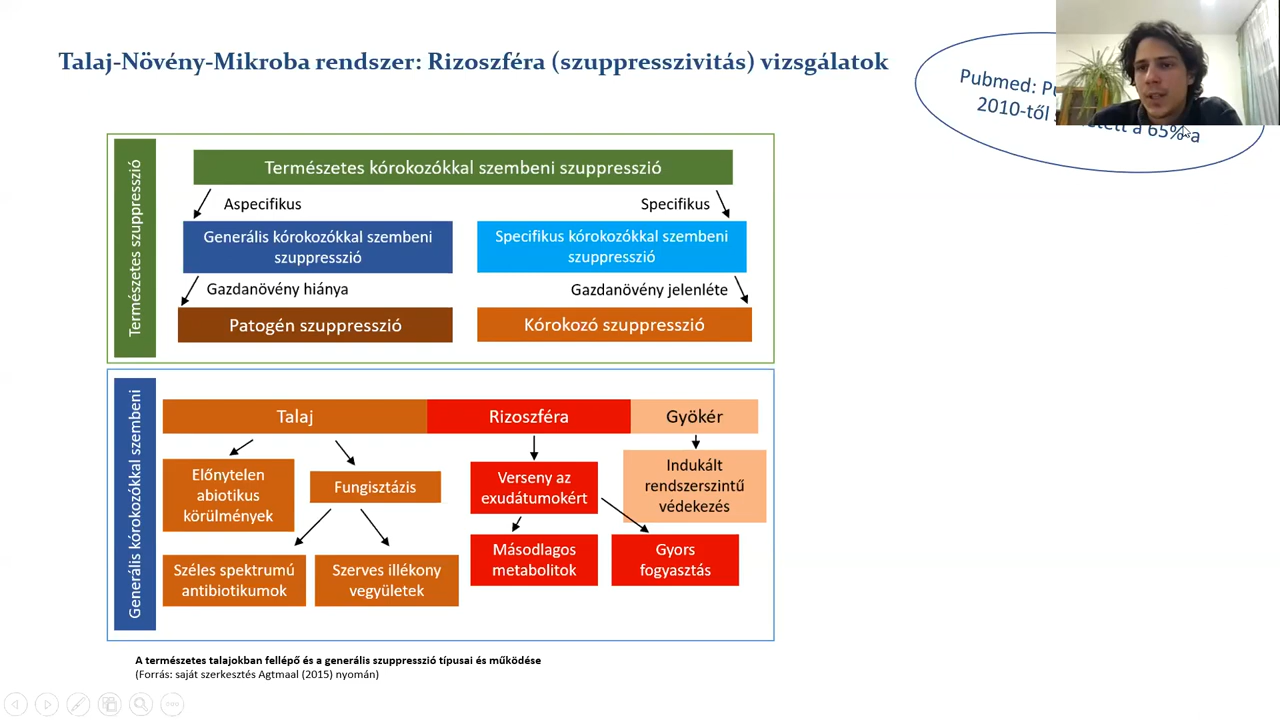 Talaj-Növény-Mikroba rendszer: Rizoszféra (szuppresszivitás) vizsgálatok
Pubmed:
2010-től
a 65%-a
Természetes szuppresszió
Természetes kórokozókkal szembeni szuppresszió
Aspecifikus
Specifikus
Generális kórokozókkal szembeni
szuppresszió
Specifikus kórokozókkal szembeni
szuppresszió
Gazdanövény hiánya
Gazdanövény jelenléte
Patogén szuppresszió
Kórokozó szuppresszió
Generális kórokozókkal szembeni
Talaj
Rizoszféra
Gyökér
Előnytelen
abiotikus
körülmények
Fungisztázis
Verseny az
exudátumokért
Indukált
rendszerszintű
védekezés
Széles spektrumú
antibiotikumok
Szerves illékony
vegyületek
Másodlagos
metabolitok
Gyors
fogyasztás
A természetes talajokban fellépő és a generális szuppresszió típusai és működése
(Forrás: saját szerkesztés Agtmaal (2015) nyomán)